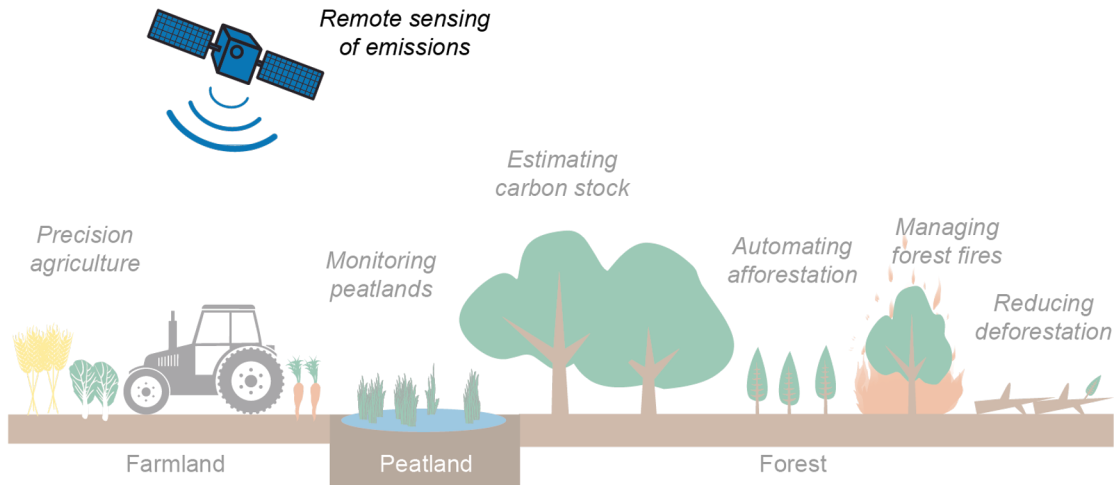 Remote sensing
of emissions
Estimating
carbon stock
Precision
agriculture
Monitoring
peatlands
Automating
afforestation
Managing
forest fires
Reducing
deforestation
Farmland
Peatland
Forest